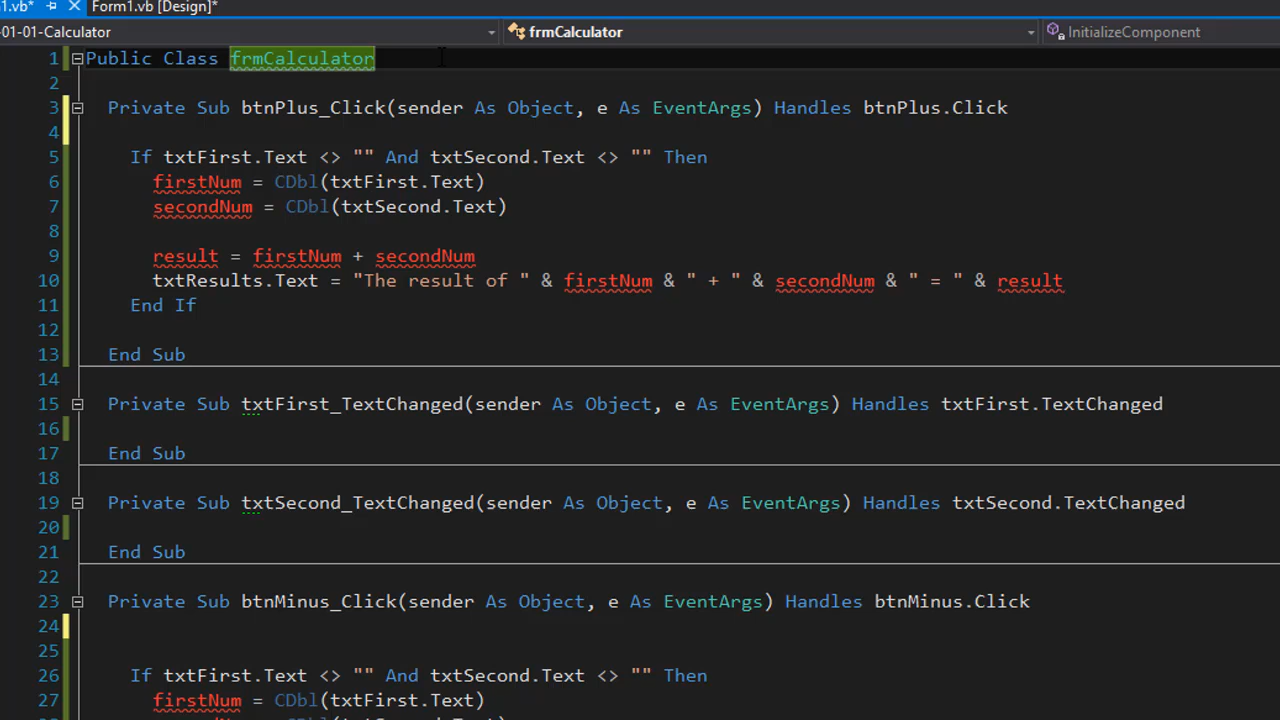 1.vb* Form1.vb [Design]*
-01-01-Calculator frmCalculator InitializeComponent
1 Public Class frmCalculator
2
3 Private Sub btnPlus_Click(sender As Object, e As EventArgs) Handles btnPlus.Click
4
5 If txtFirst.Text <> "" And txtSecond.Text <> "" Then
6 firstNum = CDbl(txtFirst.Text)
7 secondNum = CDbl(txtSecond.Text)
8
9 result = firstNum + secondNum
10 txtResults.Text = "The result of " & firstNum & " + " & secondNum & " = " & result
11 End If
12
13 End Sub
14
15 Private Sub txtFirst_TextChanged(sender As Object, e As EventArgs) Handles txtFirst.TextChanged
16
17 End Sub
18
19 Private Sub txtSecond_TextChanged(sender As Object, e As EventArgs) Handles txtSecond.TextChanged
20
21 End Sub
22
23 Private Sub btnMinus_Click(sender As Object, e As EventArgs) Handles btnMinus.Click
24
25
26 If txtFirst.Text <> "" And txtSecond.Text <> "" Then
27 firstNum = CDbl(txtFirst.Text)